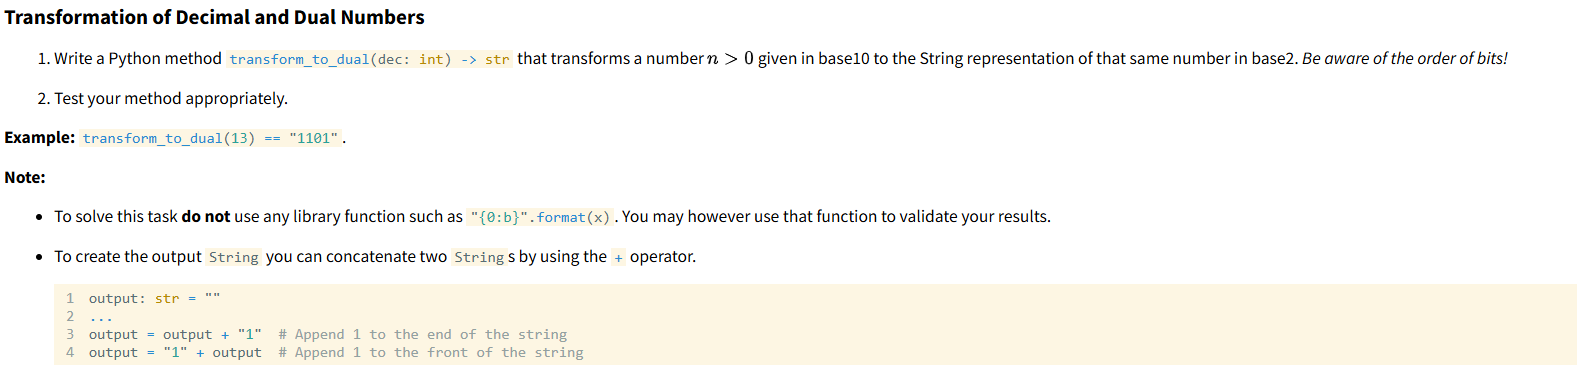 Transformation of Decimal and Dual Numbers
1. Write a Python method transform_to_dual(dec: int) -> str that transforms a number n > 0 given in base10 to the String representation of that same number in base2. Be aware of the order of bits!
2. Test your method appropriately.
Example: transform_to_dual(13) == "1101" .
Note:
• To solve this task do not use any library function such as "{0:b}".format(x) . You may however use that function to validate your results.
• To create the output String you can concatenate two String s by using the + operator.
1 output: str = ""
2 ...
3 output = output + "1"  # Append 1 to the end of the string
4 output = "1" + output  # Append 1 to the front of the string